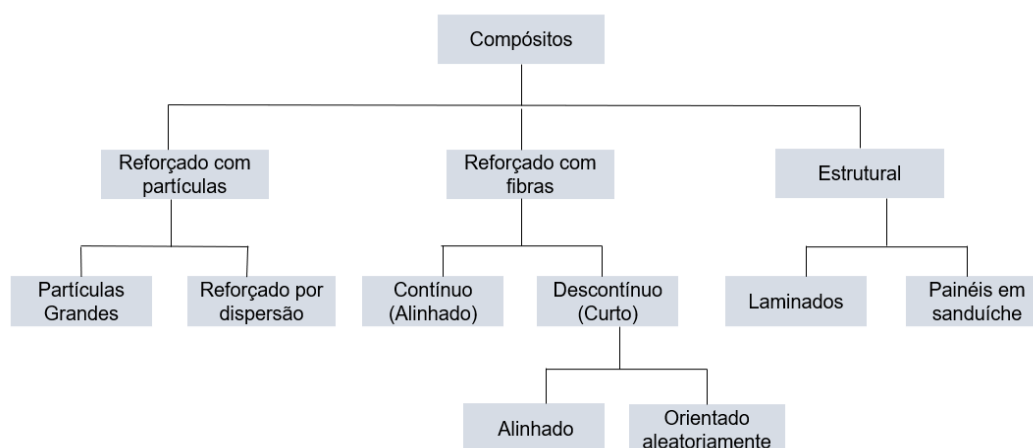 Compósitos
Reforçado com
partículas
Reforçado com
fibras
Estrutural
Partículas
Grandes
Reforçado por
dispersão
Contínuo
(Alinhado)
Descontínuo
(Curto)
Laminados
Painéis em
sanduíche
Alinhado
Orientado
aleatoriamente